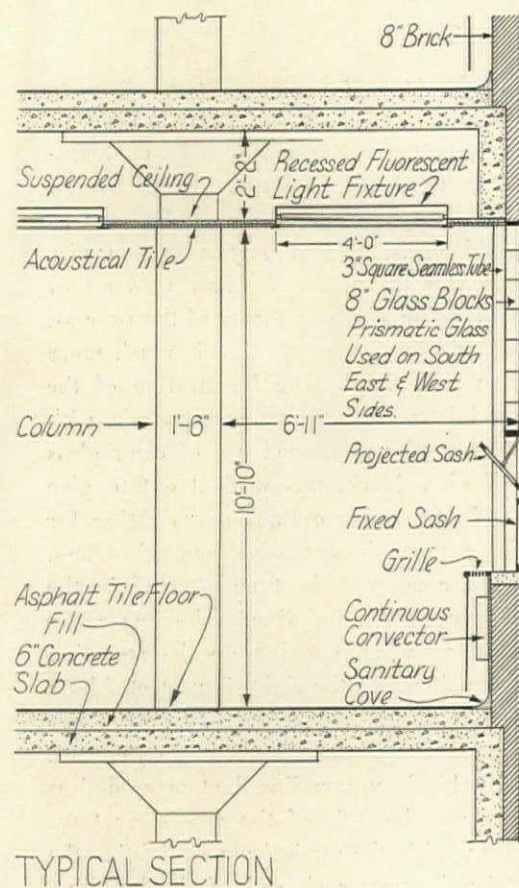 8" Brick
Suspended Ceiling
2'-2"
Recessed Fluorescent
Light Fixture
Acoustical Tile
4'-0"
3" Square Seamless Tube
8" Glass Blocks
Prismatic Glass
Used on South
East & West
Sides.
Column
1'-6"
6'-11"
10'-10"
Projected Sash
Fixed Sash
Grille
Asphalt Tile Floor
Fill
6" Concrete
Slab
Continuous
Convector
Sanitary
Cove
TYPICAL SECTION